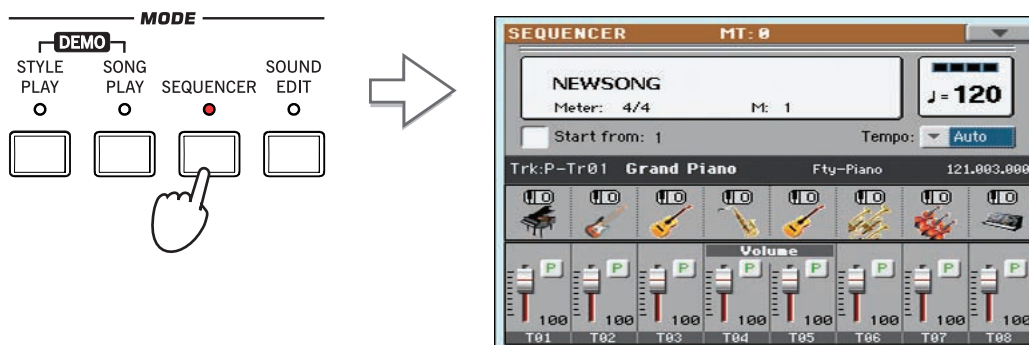 MODE
DEMO
STYLE PLAY
SONG PLAY
SEQUENCER
SOUND EDIT
SEQUENCER MT: 0
NEWSONG
Meter: 4/4 M: 1
♩ = 120
Start from: 1 Tempo: Auto
Trk:P-Tr01 Grand Piano Fty-Piano 121.003.000
Volume
P P P P P P P P
100 100 100 100 100 100 100 100
T01 T02 T03 T04 T05 T06 T07 T08